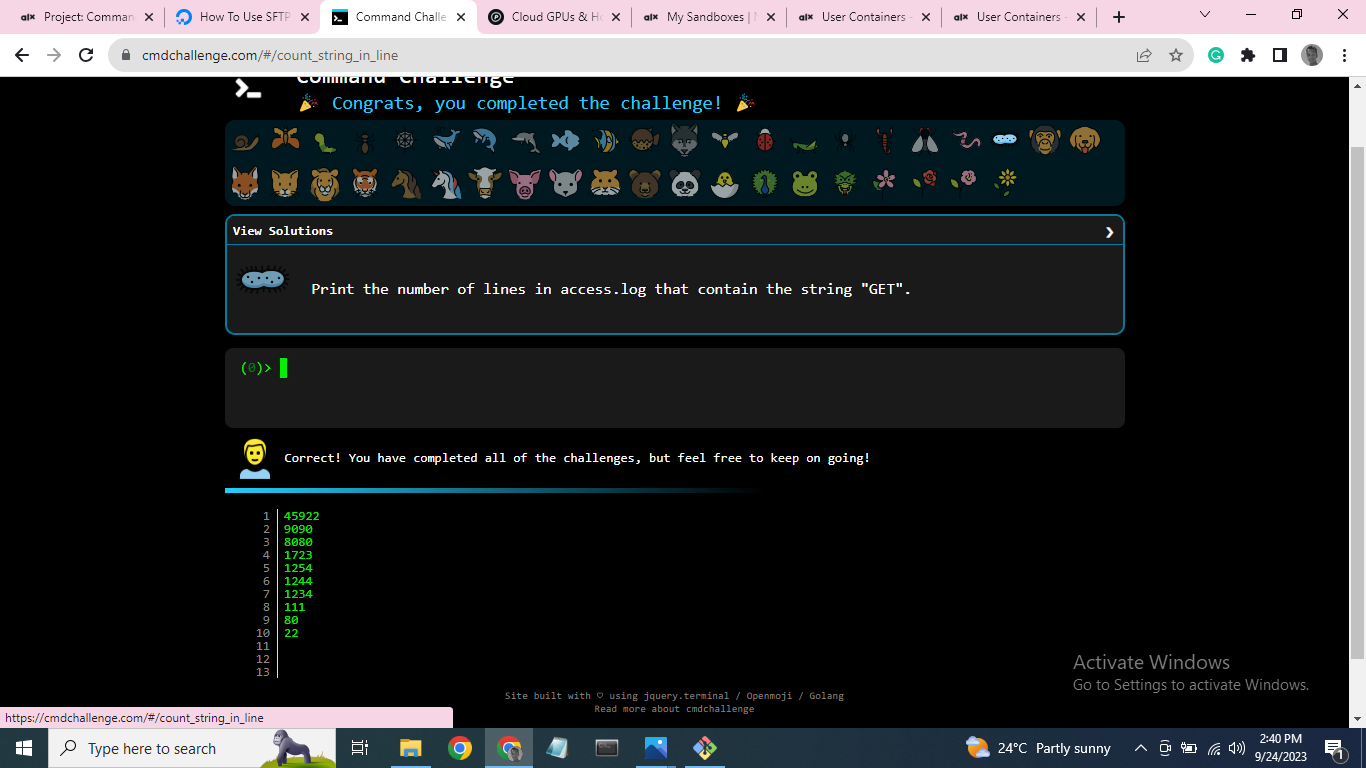 Project: Comman
How To Use SFTP
Command Challe
Cloud GPUs & Ho
My Sandboxes | N
User Containers -
User Containers -
cmdchallenge.com/#/count_string_in_line
Command Challenge
Congrats, you completed the challenge!
View Solutions
Print the number of lines in access.log that contain the string "GET".
(0)>
Correct! You have completed all of the challenges, but feel free to keep on going!
1 45922
2 9090
3 8080
4 1723
5 1254
6 1244
7 1234
8 111
9 80
10 22
11
12
13
Activate Windows
Go to Settings to activate Windows.
Site built with ♡ using jquery.terminal / Openmoji / Golang
Read more about cmdchallenge
https://cmdchallenge.com/#/count_string_in_line
Type here to search
24°C Partly sunny
2:40 PM
9/24/2023
1